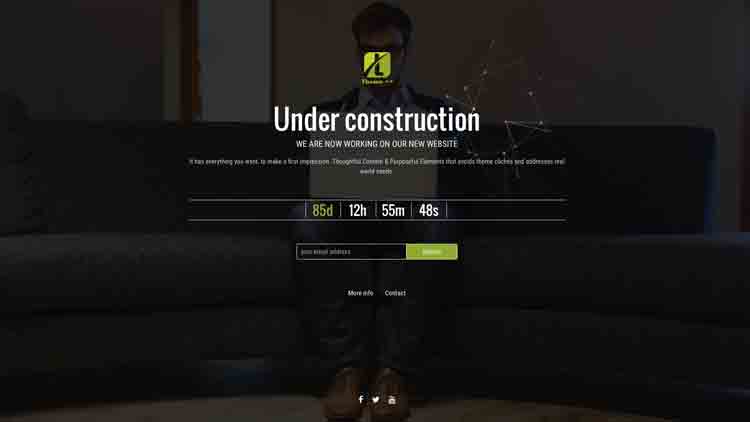 Theme ++
Under construction
WE ARE NOW WORKING ON OUR NEW WEBSITE
It has everything you want, to make a first impression. Thoughtful Content & Purposeful Elements that avoids theme cliches and addresses real-
world needs
85d 12h 55m 48s
your email address
More info Contact